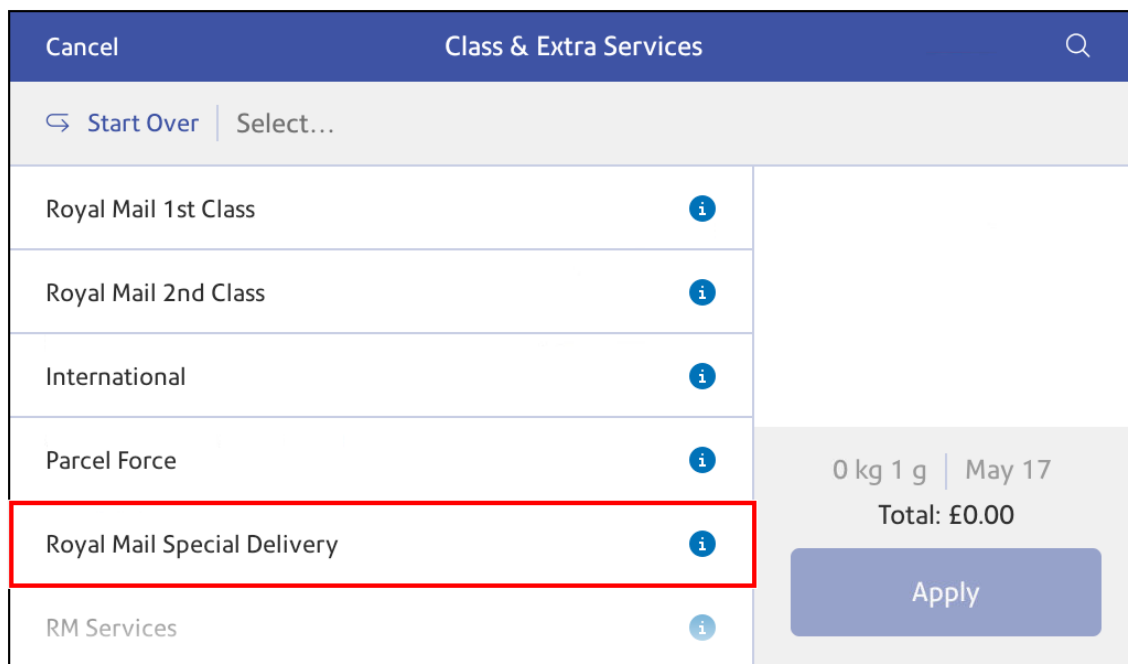 Cancel
Class & Extra Services
Start Over
Select...
Royal Mail 1st Class
Royal Mail 2nd Class
International
Parcel Force
Royal Mail Special Delivery
RM Services
0 kg 1 g
May 17
Total: £0.00
Apply